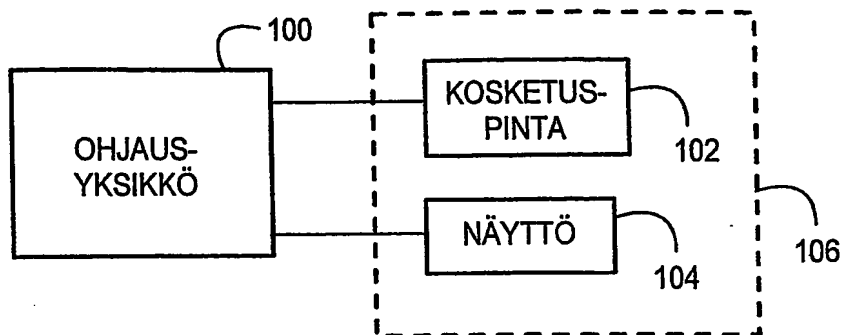 100
OHJAUS-
YKSIKKÖ
KOSKETUS-
PINTA
102
NÄYTTÖ
104
106